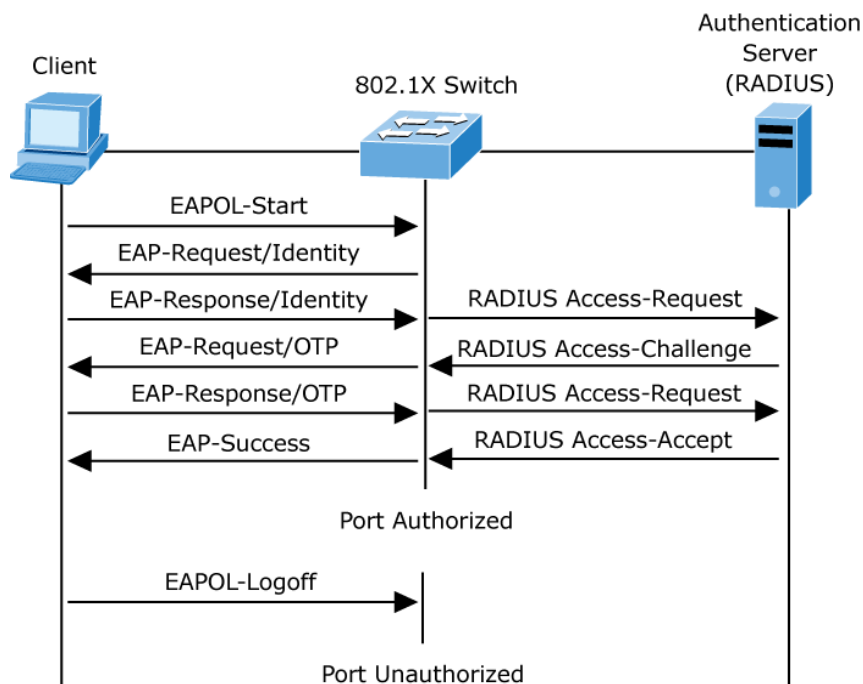 Authentication
Server
(RADIUS)
Client
802.1X Switch
EAPOL-Start
EAP-Request/Identity
EAP-Response/Identity
RADIUS Access-Request
EAP-Request/OTP
RADIUS Access-Challenge
EAP-Response/OTP
RADIUS Access-Request
EAP-Success
RADIUS Access-Accept
Port Authorized
EAPOL-Logoff
Port Unauthorized